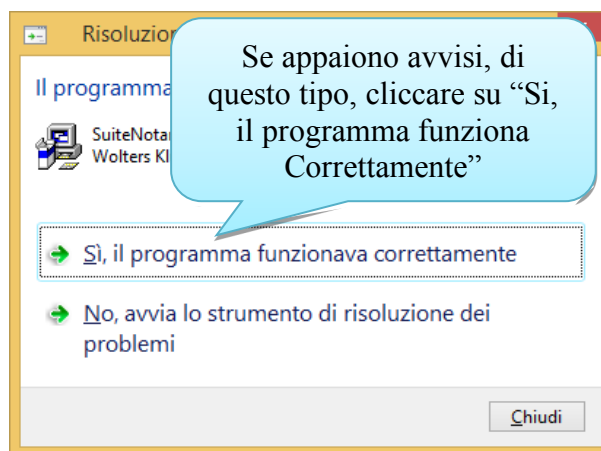 Risoluzio
Se appaiono avvisi, di
questo tipo, cliccare su “Si,
il programma funziona
Correttamente”
Il programma
SuiteNota
Wolters Kl
Sì, il programma funzionava correttamente
No, avvia lo strumento di risoluzione dei
problemi
Chiudi